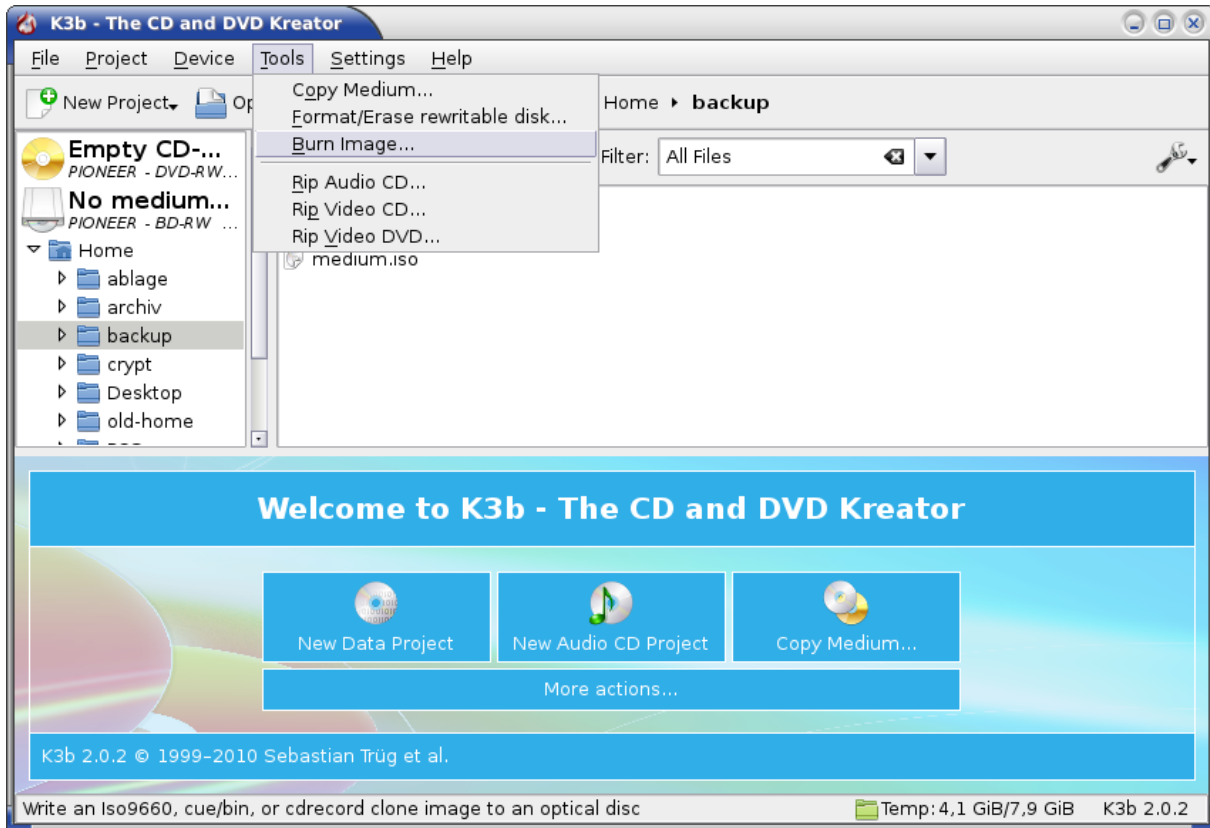 K3b - The CD and DVD Kreator
File Project Device Tools Settings Help
New Project
Home backup
Copy Medium...
Format/Erase rewritable disk...
Burn Image...
Rip Audio CD...
Rip Video CD...
Rip Video DVD...
Filter: All Files
Empty CD-...
PIONEER - DVD-RW...
No medium...
PIONEER - BD-RW ...
Home
ablage
archiv
backup
crypt
Desktop
old-home
medium.iso
Welcome to K3b - The CD and DVD Kreator
New Data Project
New Audio CD Project
Copy Medium...
More actions...
K3b 2.0.2 © 1999–2010 Sebastian Trüg et al.
Write an Iso9660, cue/bin, or cdrecord clone image to an optical disc Temp: 4,1 GiB/7,9 GiB K3b 2.0.2